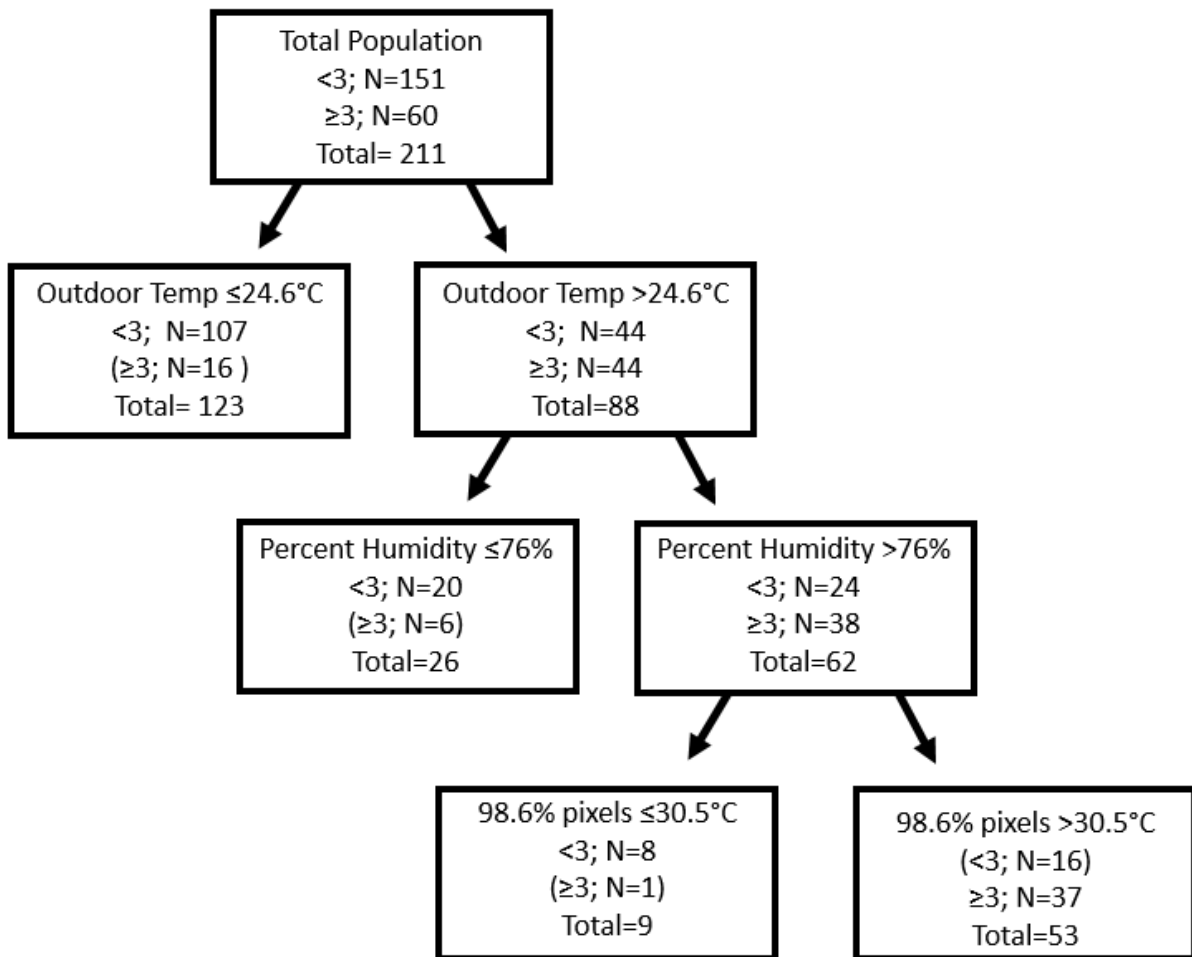 Total Population
<3; N=151
≥3; N=60
Total= 211
Outdoor Temp ≤24.6°C
<3;  N=107
(≥3; N=16 )
Total= 123
Outdoor Temp >24.6°C
<3;  N=44
≥3; N=44
Total=88
Percent Humidity ≤76%
<3; N=20
(≥3; N=6)
Total=26
Percent Humidity >76%
<3; N=24
≥3; N=38
Total=62
98.6% pixels ≤30.5°C
<3; N=8
(≥3; N=1)
Total=9
98.6% pixels >30.5°C
(<3; N=16)
≥3; N=37
Total=53